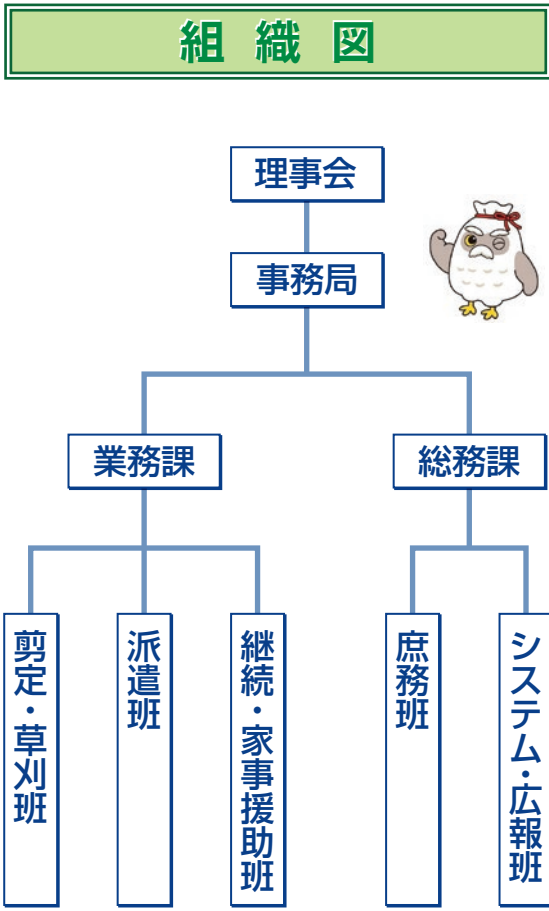 組織図
理事会
事務局
業務課
総務課
剪定・草刈班
派遣班
継続・家事援助班
庶務班
システム・広報班